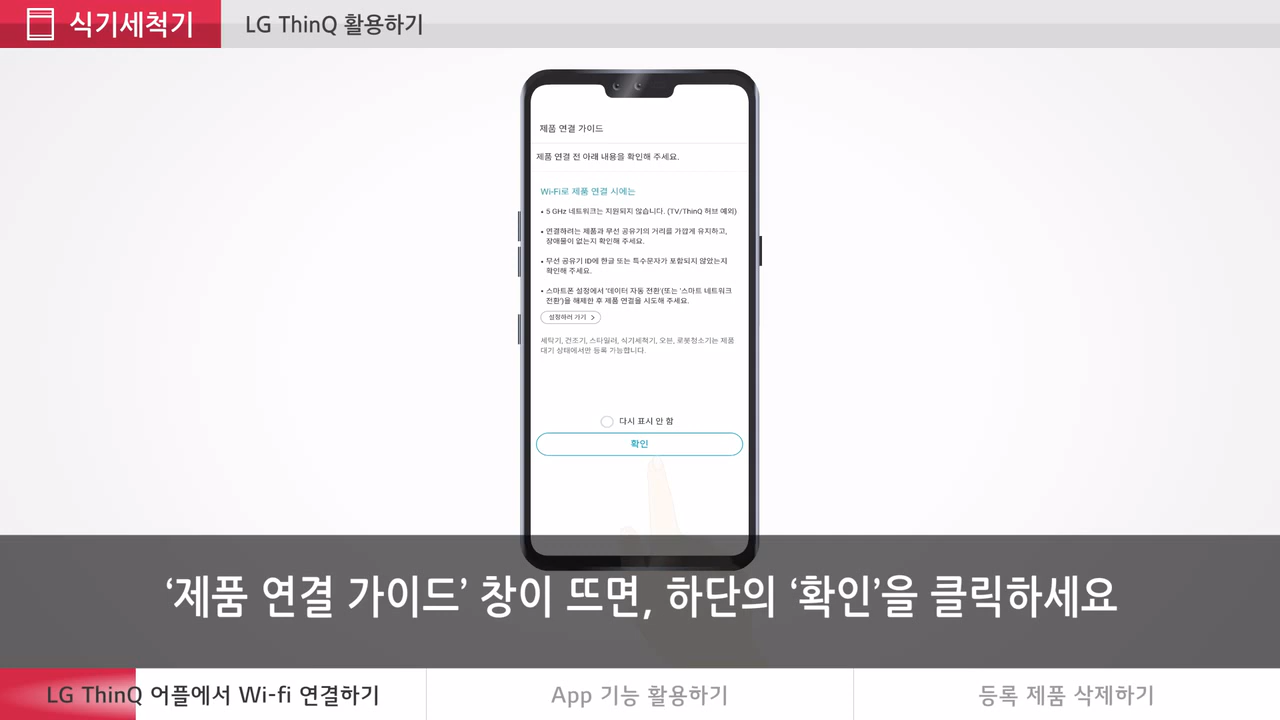 식기세척기
LG ThinQ 활용하기
제품 연결 가이드
제품 연결 전 아래 내용을 확인해 주세요.
Wi-Fi로 제품 연결 시에는
• 5 GHz 네트워크는 지원되지 않습니다. (TV/ThinQ 허브 예외)
• 연결하려는 제품과 무선 공유기의 거리를 가깝게 유지하고,
장애물이 없는지 확인해 주세요.
• 무선 공유기 ID에 한글 또는 특수문자가 포함되지 않았는지
확인해 주세요.
• 스마트폰 설정에서 '데이터 자동 전환'(또는 '스마트 네트워크
전환')을 해제한 후 제품 연결을 시도해 주세요.
설정하러 가기 >
세탁기, 건조기, 스타일러, 식기세척기, 오븐, 로봇청소기는 제품
대기 상태에서만 등록 가능합니다.
다시 표시 안 함
확인
‘제품 연결 가이드’ 창이 뜨면, 하단의 ‘확인’을 클릭하세요
LG ThinQ 어플에서 Wi-fi 연결하기
App 기능 활용하기
등록 제품 삭제하기